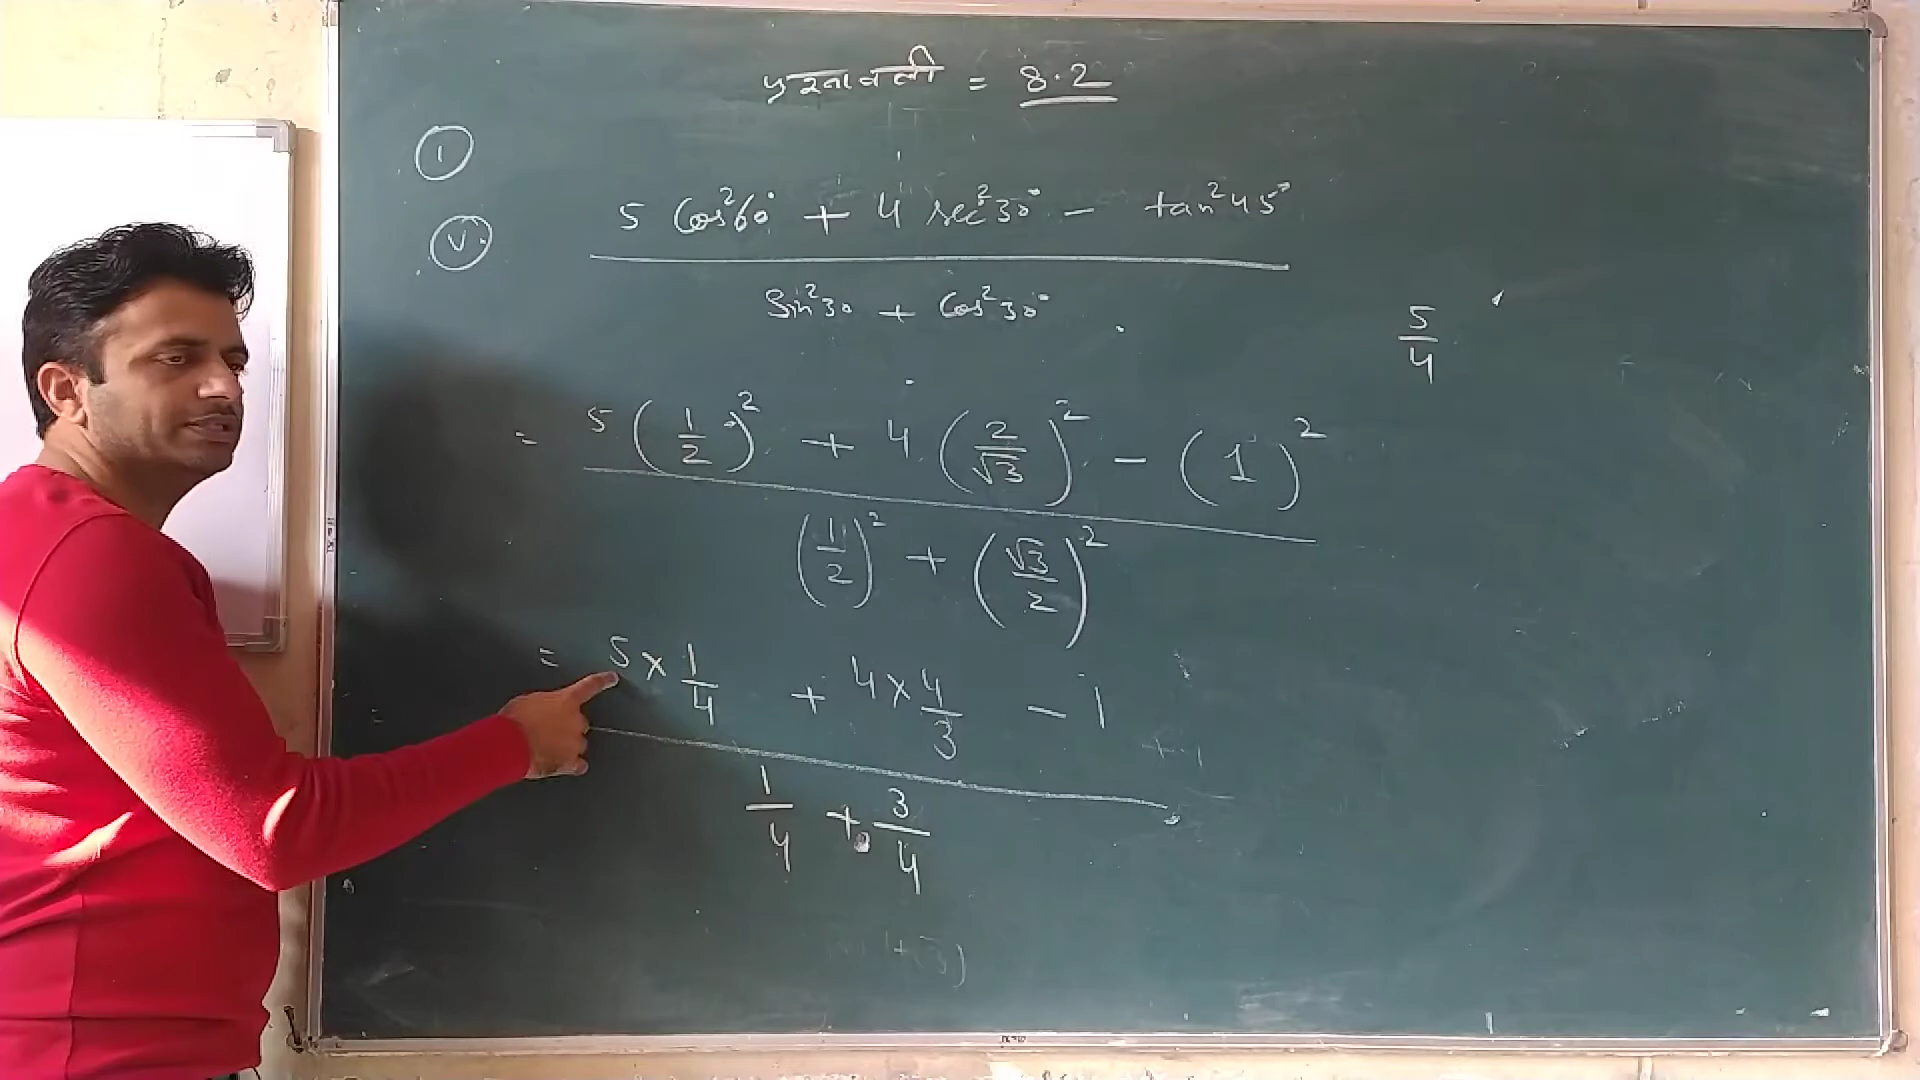 प्रश्नावली = 8.2
①
Ⓥ
5 Cos²60° + 4 sec²30° - tan²45°
Sin²30 + Cos²30°
5/4
= 5 (1/2)² + 4 (2/√3)² - (1)²
(1/2)² + (√3/2)²
= 5 × 1/4 + 4 × 4/3 - 1
1/4 + 3/4